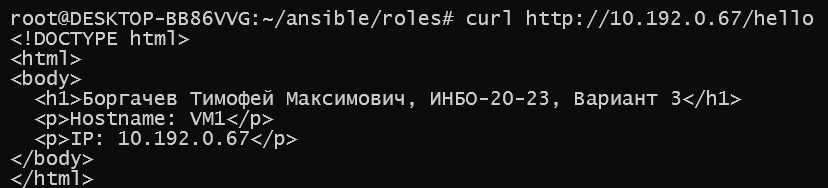 root@DESKTOP-BB86VVG:~/ansible/roles# curl http://10.192.0.67/hello
<!DOCTYPE html>
<html>
<body>
  <h1>Боргачев Тимофей Максимович, ИНБО-20-23, Вариант 3</h1>
  <p>Hostname: VM1</p>
  <p>IP: 10.192.0.67</p>
</body>
</html>